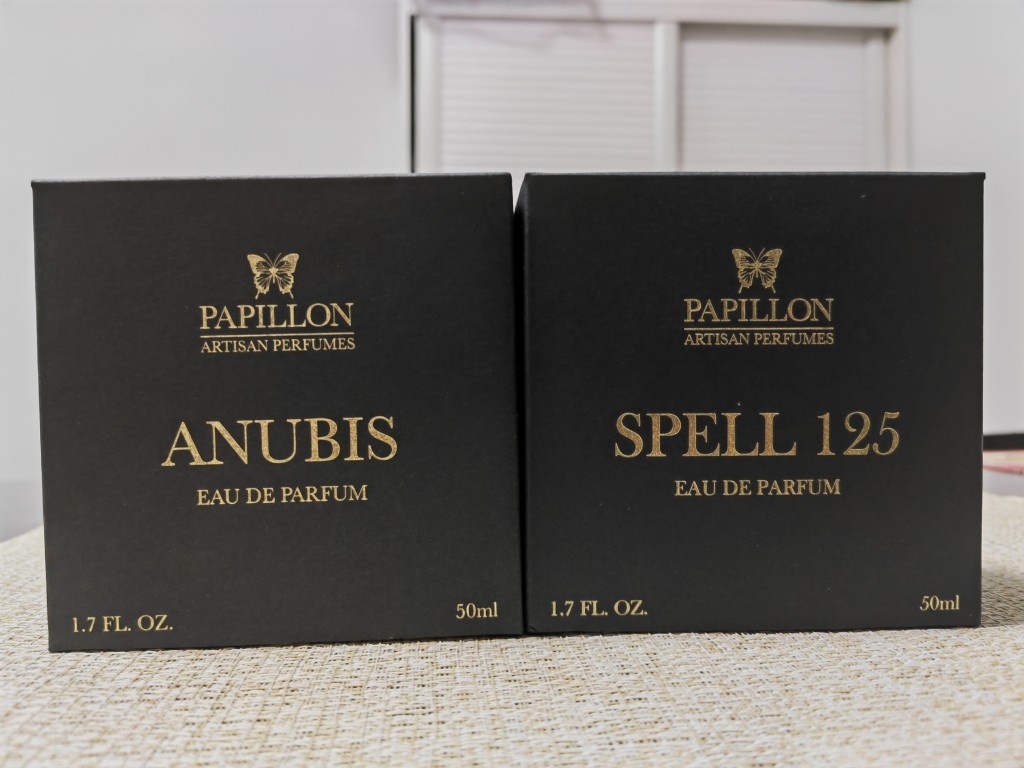 PAPILLON
ARTISAN PERFUMES
ANUBIS
EAU DE PARFUM
1.7 FL. OZ.
50ml
PAPILLON
ARTISAN PERFUMES
SPELL 125
EAU DE PARFUM
1.7 FL. OZ.
50ml